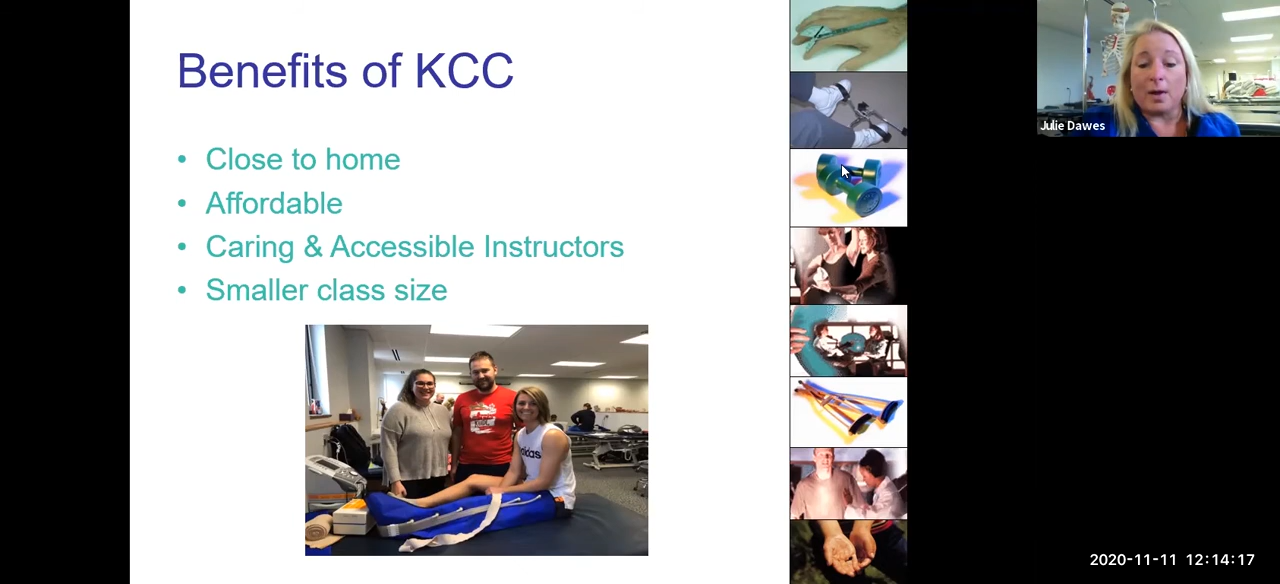 Benefits of KCC
• Close to home
• Affordable
• Caring & Accessible Instructors
• Smaller class size
adidas
Julie Dawes
2020-11-11 12:14:17